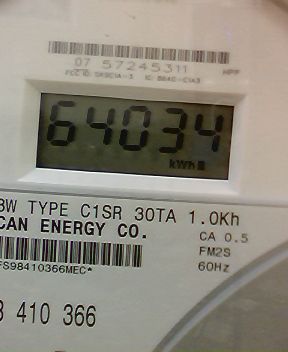 07 57245311
64034
kWh
3W TYPE C1SR 30TA 1.0Kh
CAN ENERGY CO.
CA 0.5
FM2S
60Hz
FS98410366MEC*
410 366